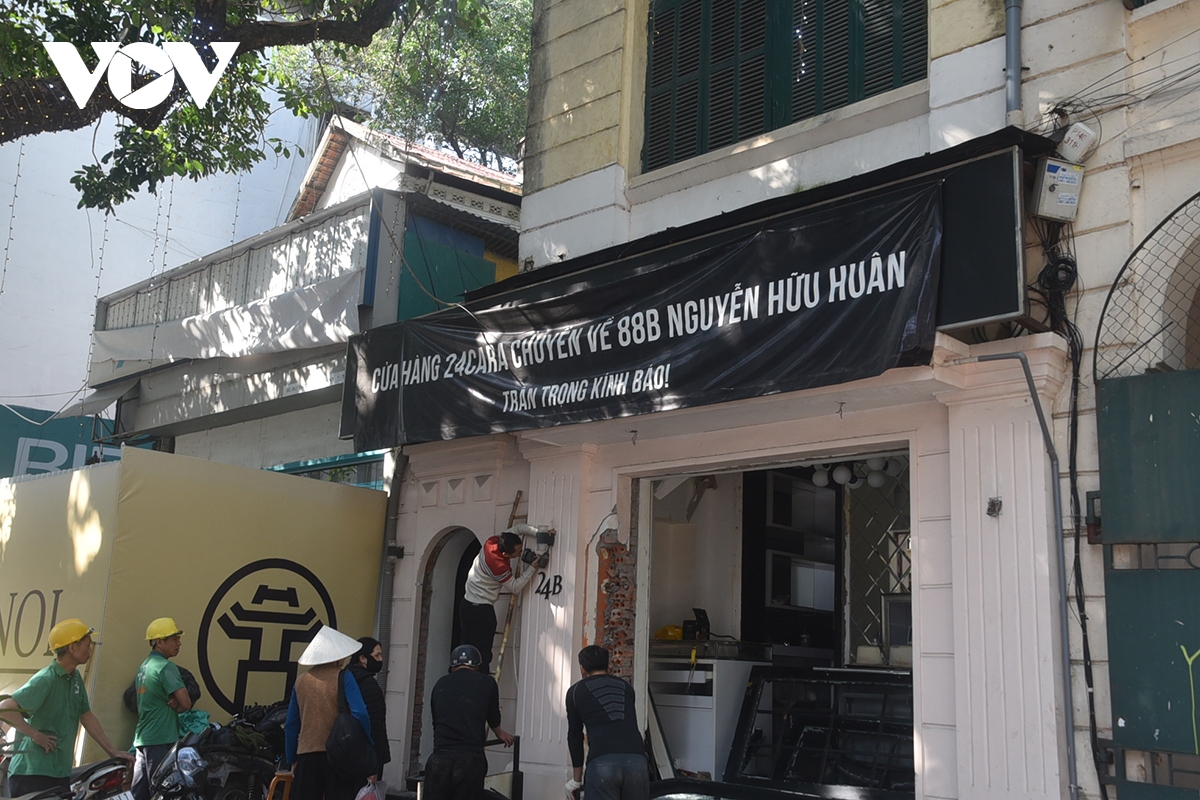 VOV
CỬA HÀNG 24CARA CHUYỂN VỀ 88B NGUYỄN HỮU HUÂN
TRÂN TRỌNG KÍNH BÁO!
24B
NOI